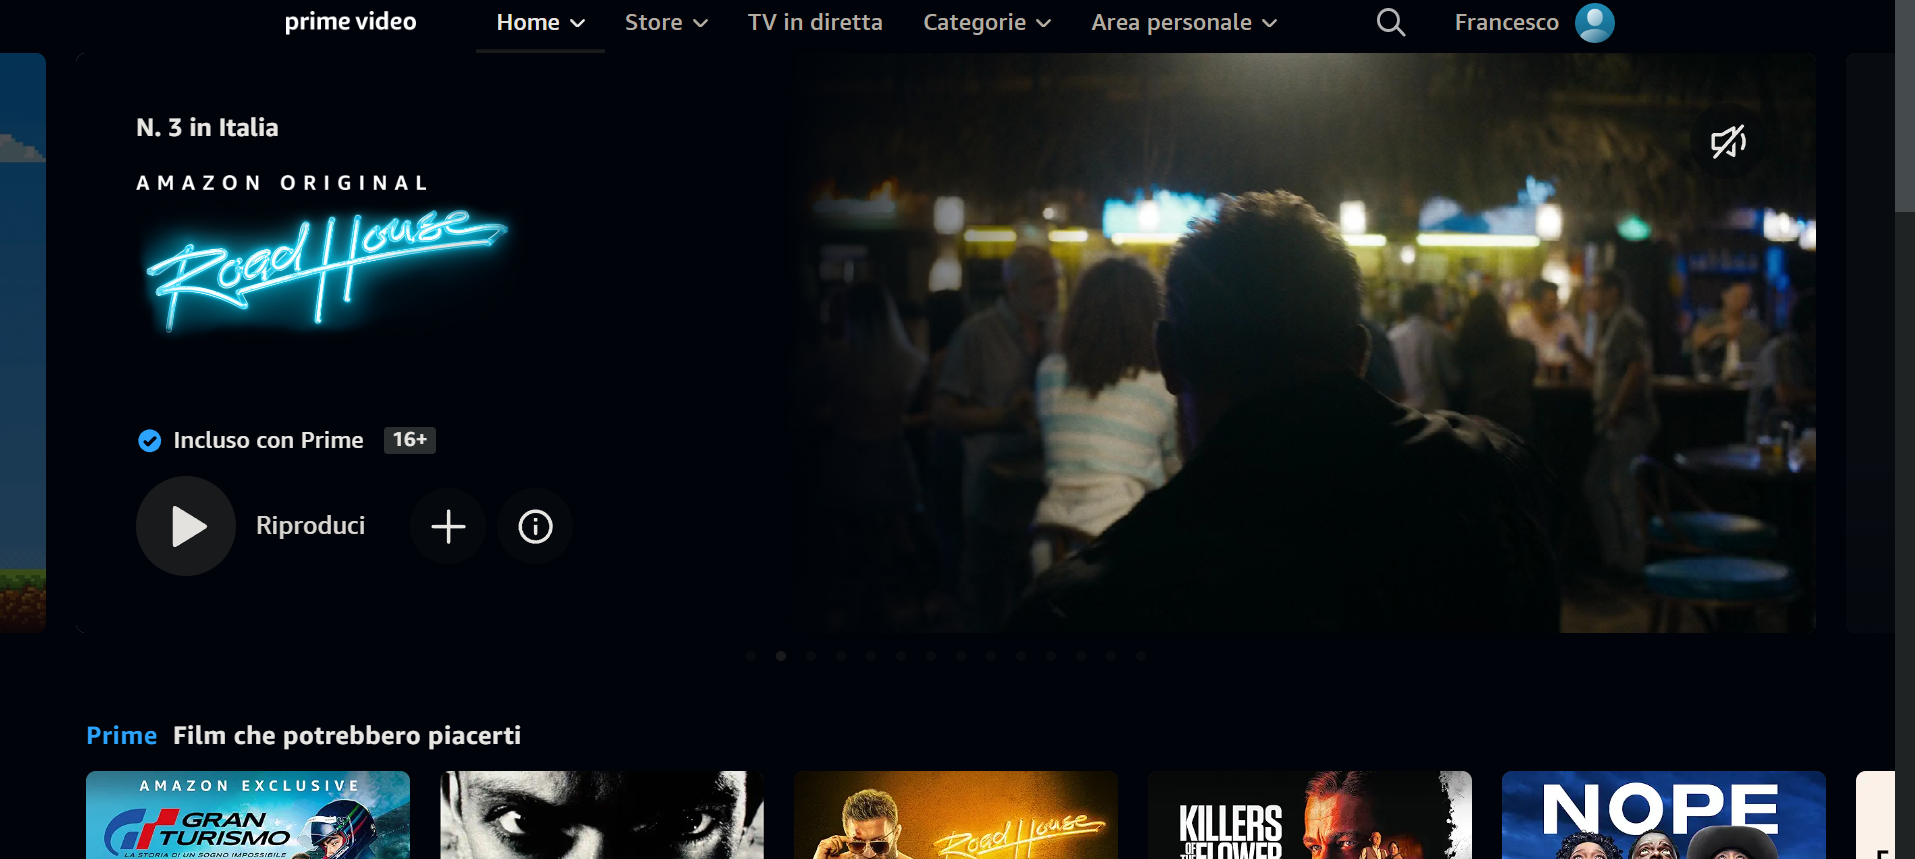 prime video
Home
Store
TV in diretta
Categorie
Area personale
Francesco
N. 3 in Italia
AMAZON ORIGINAL
Road House
Incluso con Prime
16+
Riproduci
Prime Film che potrebbero piacerti
AMAZON EXCLUSIVE
GRAN
TURISMO
LA STORIA DI UN SOGNO IMPOSSIBILE
Road House
KILLERS
OF THE FLOWER
NOPE